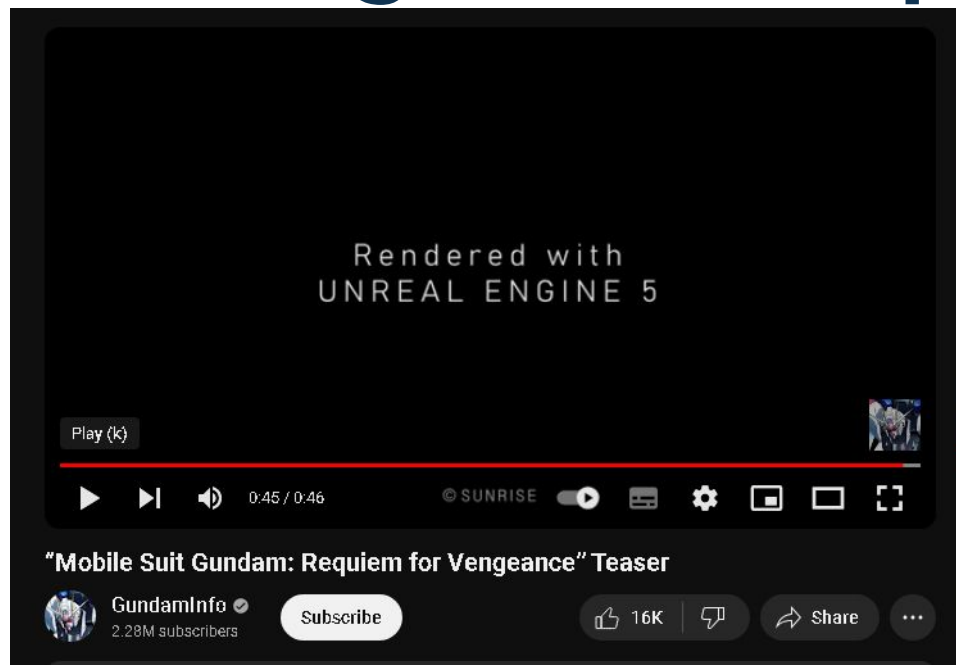 Rendered with
UNREAL ENGINE 5
Play (k)
0:45 / 0:46
© SUNRISE
“Mobile Suit Gundam: Requiem for Vengeance” Teaser
GundamInfo
Subscribe
16K
Share
2.28M subscribers